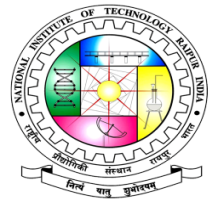 NATIONAL INSTITUTE OF TECHNOLOGY RAIPUR INDIA
राष्ट्रीय प्रौद्योगिकी संस्थान रायपुर भारत
नित्यं यातु शुभोदयम्